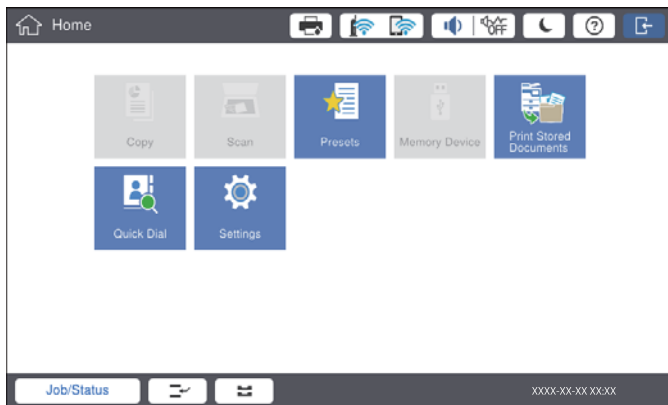 Home
OFF
Copy
Scan
Presets
Memory Device
Print Stored
Documents
Quick Dial
Settings
Job/Status
XXXX-XX-XX XX:XX